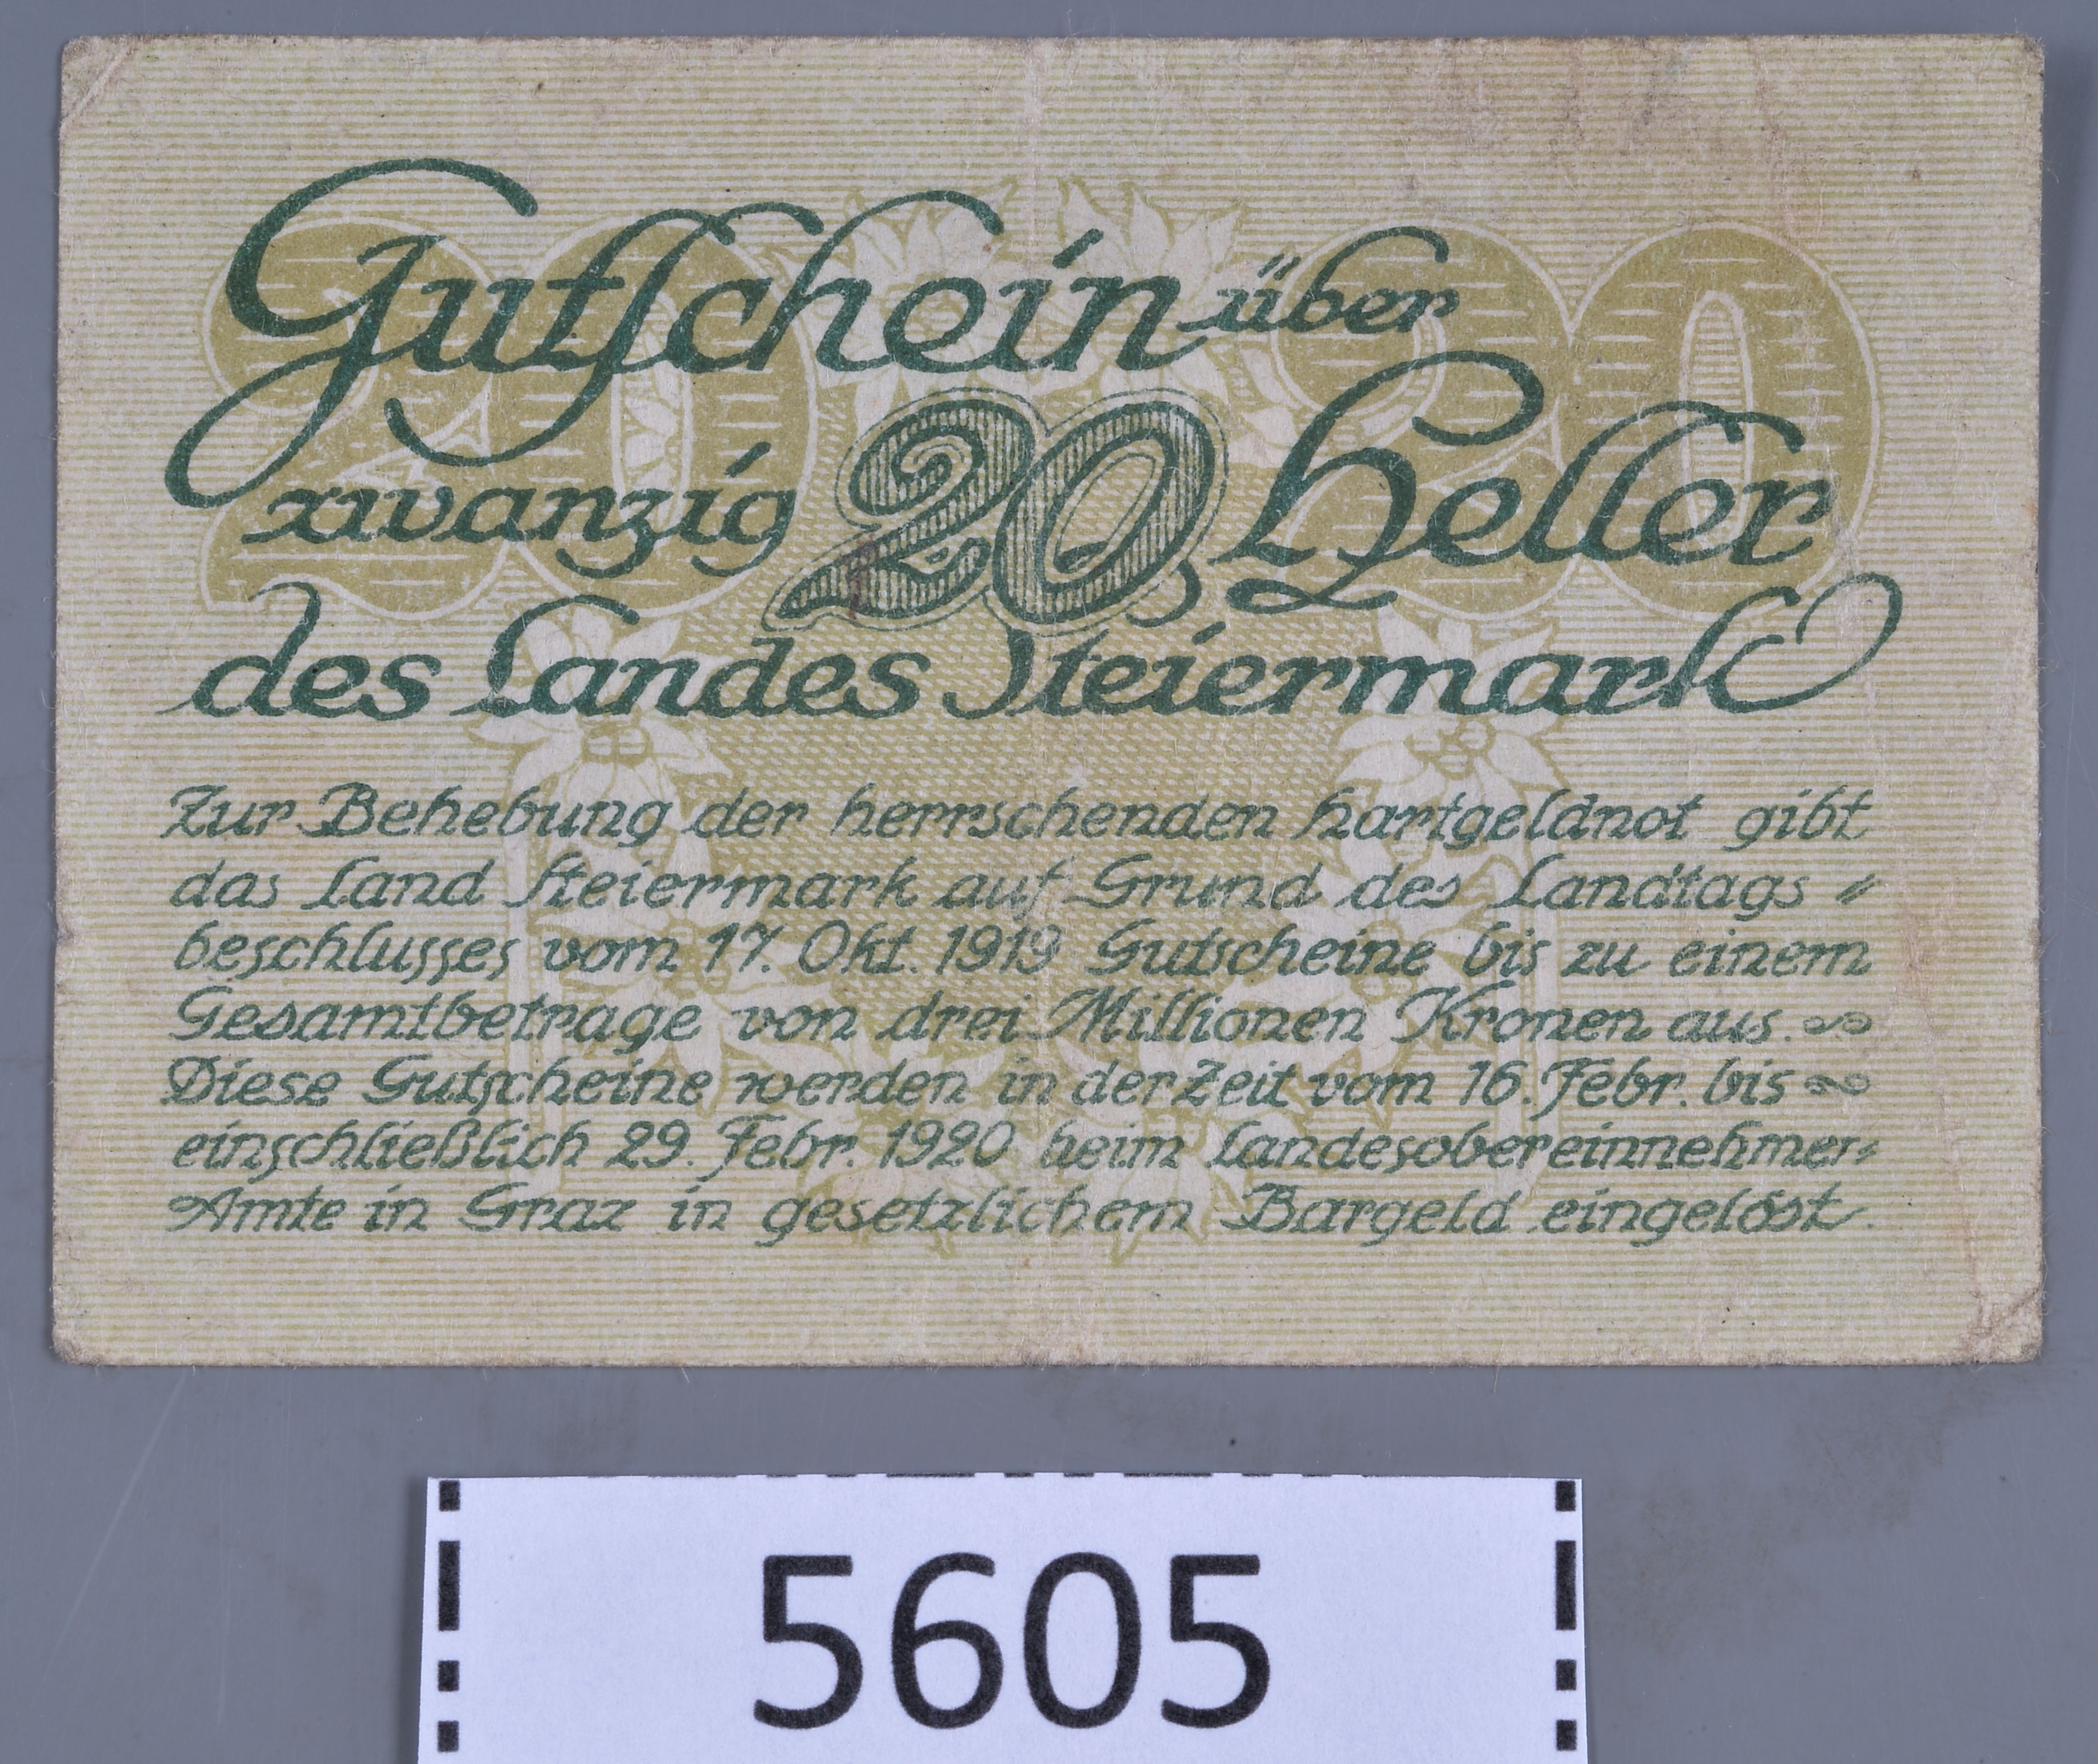 Gutschein über
zwanzig 20 Heller
des Landes Steiermark
Zur Behebung der herrschenden Hartgeldnot gibt
das Land Steiermark auf Grund des Landtags=
beschlusses vom 17. Okt. 1919 Gutscheine bis zu einem
Gesamtbetrage von drei Millionen Kronen aus.
Diese Gutscheine werden in der Zeit vom 16. Febr. bis
einschließlich 29. Febr. 1920 beim Landesobereinnehmer=
Amte in Graz in gesetzlichem Bargeld eingelöst.
20 20
5605